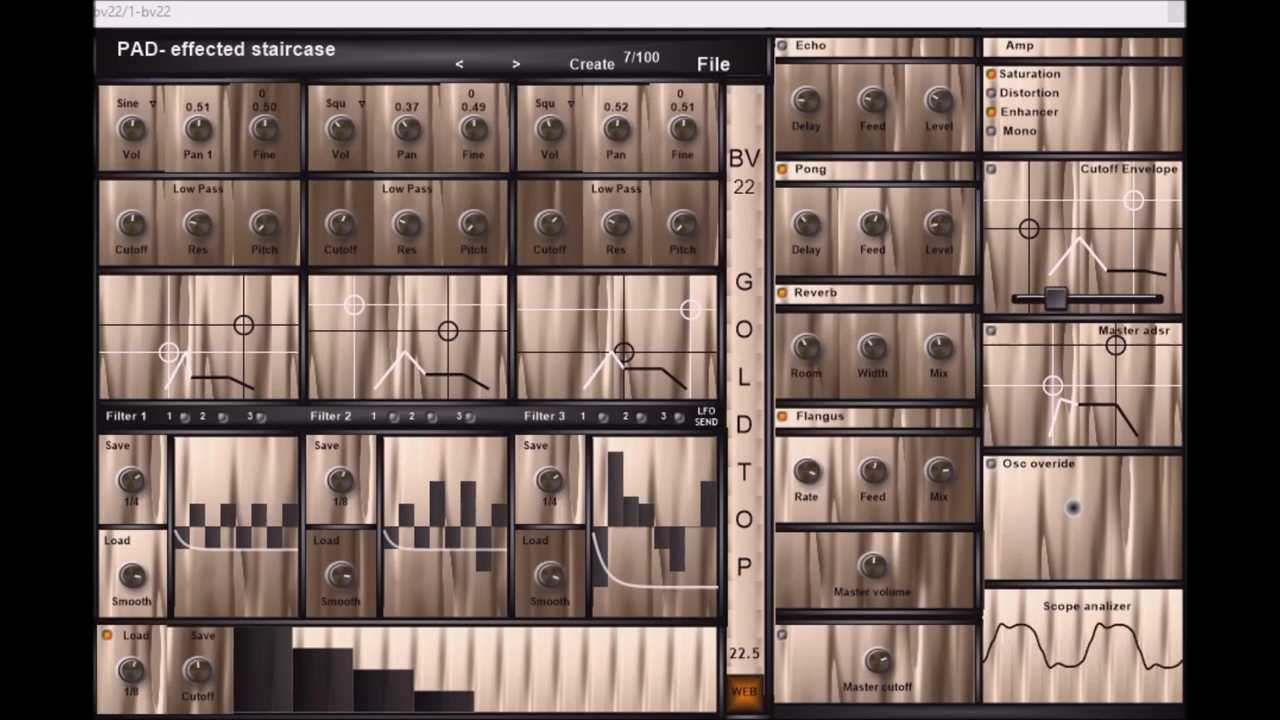 bv22/1-bv22
PAD- effected staircase
< > Create 7/100 File
Sine 0.51 0 0.50
Vol Pan 1 Fine
Squ 0.37 0 0.49
Vol Pan Fine
Squ 0.52 0 0.51
Vol Pan Fine
Low Pass
Cutoff Res Pitch
Low Pass
Cutoff Res Pitch
Low Pass
Cutoff Res Pitch
Filter 1 1 2 3
Filter 2 1 2 3
Filter 3 1 2 3
LFO
SEND
Save
1/4
Load
Smooth
Save
1/8
Load
Smooth
Save
1/4
Load
Smooth
Load Save
1/8 Cutoff
BV
22
G
O
L
D
T
O
P
22.5
WEB
Echo
Delay Feed Level
Pong
Delay Feed Level
Reverb
Room Width Mix
Flangus
Rate Feed Mix
Master volume
Master cutoff
Amp
Saturation
Distortion
Enhancer
Mono
Cutoff Envelope
Master adsr
Osc overide
Scope analizer